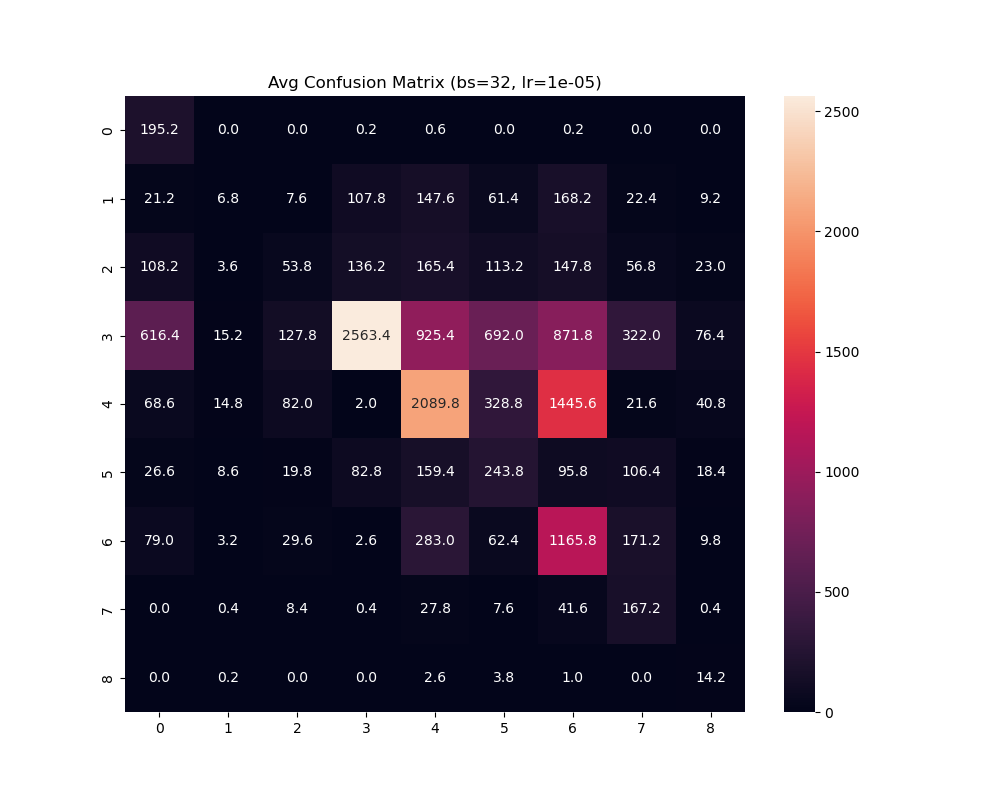 Avg Confusion Matrix (bs=32, lr=1e-05)
0 195.2 0.0 0.0 0.2 0.6 0.0 0.2 0.0 0.0
1 21.2 6.8 7.6 107.8 147.6 61.4 168.2 22.4 9.2
2 108.2 3.6 53.8 136.2 165.4 113.2 147.8 56.8 23.0
3 616.4 15.2 127.8 2563.4 925.4 692.0 871.8 322.0 76.4
4 68.6 14.8 82.0 2.0 2089.8 328.8 1445.6 21.6 40.8
5 26.6 8.6 19.8 82.8 159.4 243.8 95.8 106.4 18.4
6 79.0 3.2 29.6 2.6 283.0 62.4 1165.8 171.2 9.8
7 0.0 0.4 8.4 0.4 27.8 7.6 41.6 167.2 0.4
8 0.0 0.2 0.0 0.0 2.6 3.8 1.0 0.0 14.2
0 1 2 3 4 5 6 7 8
2500
2000
1500
1000
500
0